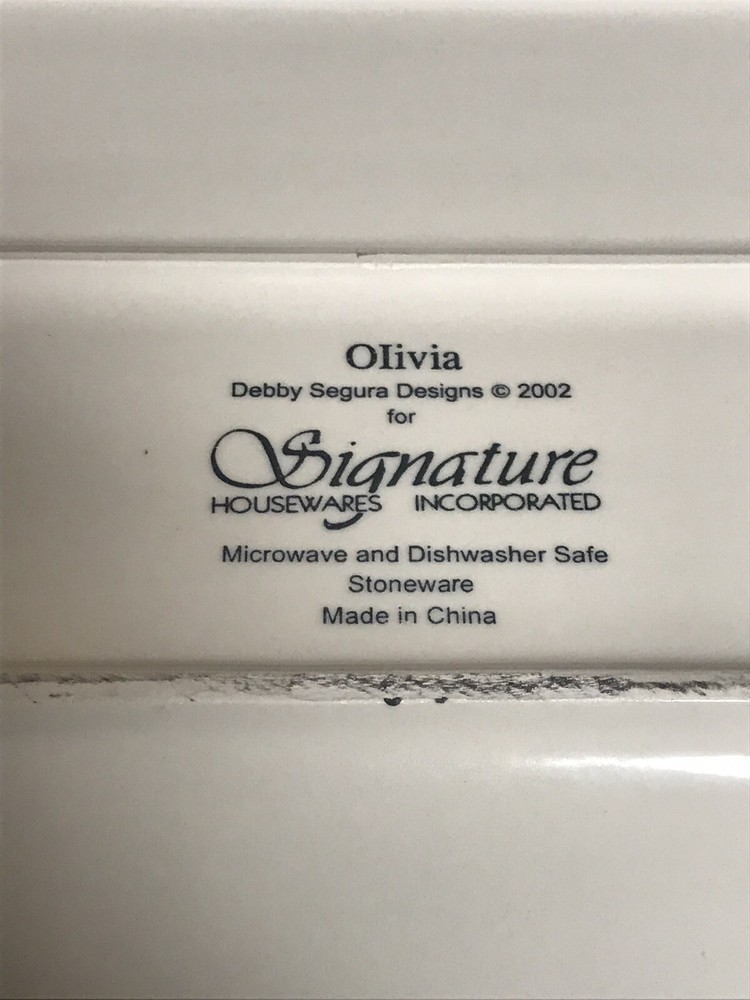 Olivia
Debby Segura Designs © 2002
for
Signature
HOUSEWARES INCORPORATED
Microwave and Dishwasher Safe
Stoneware
Made in China